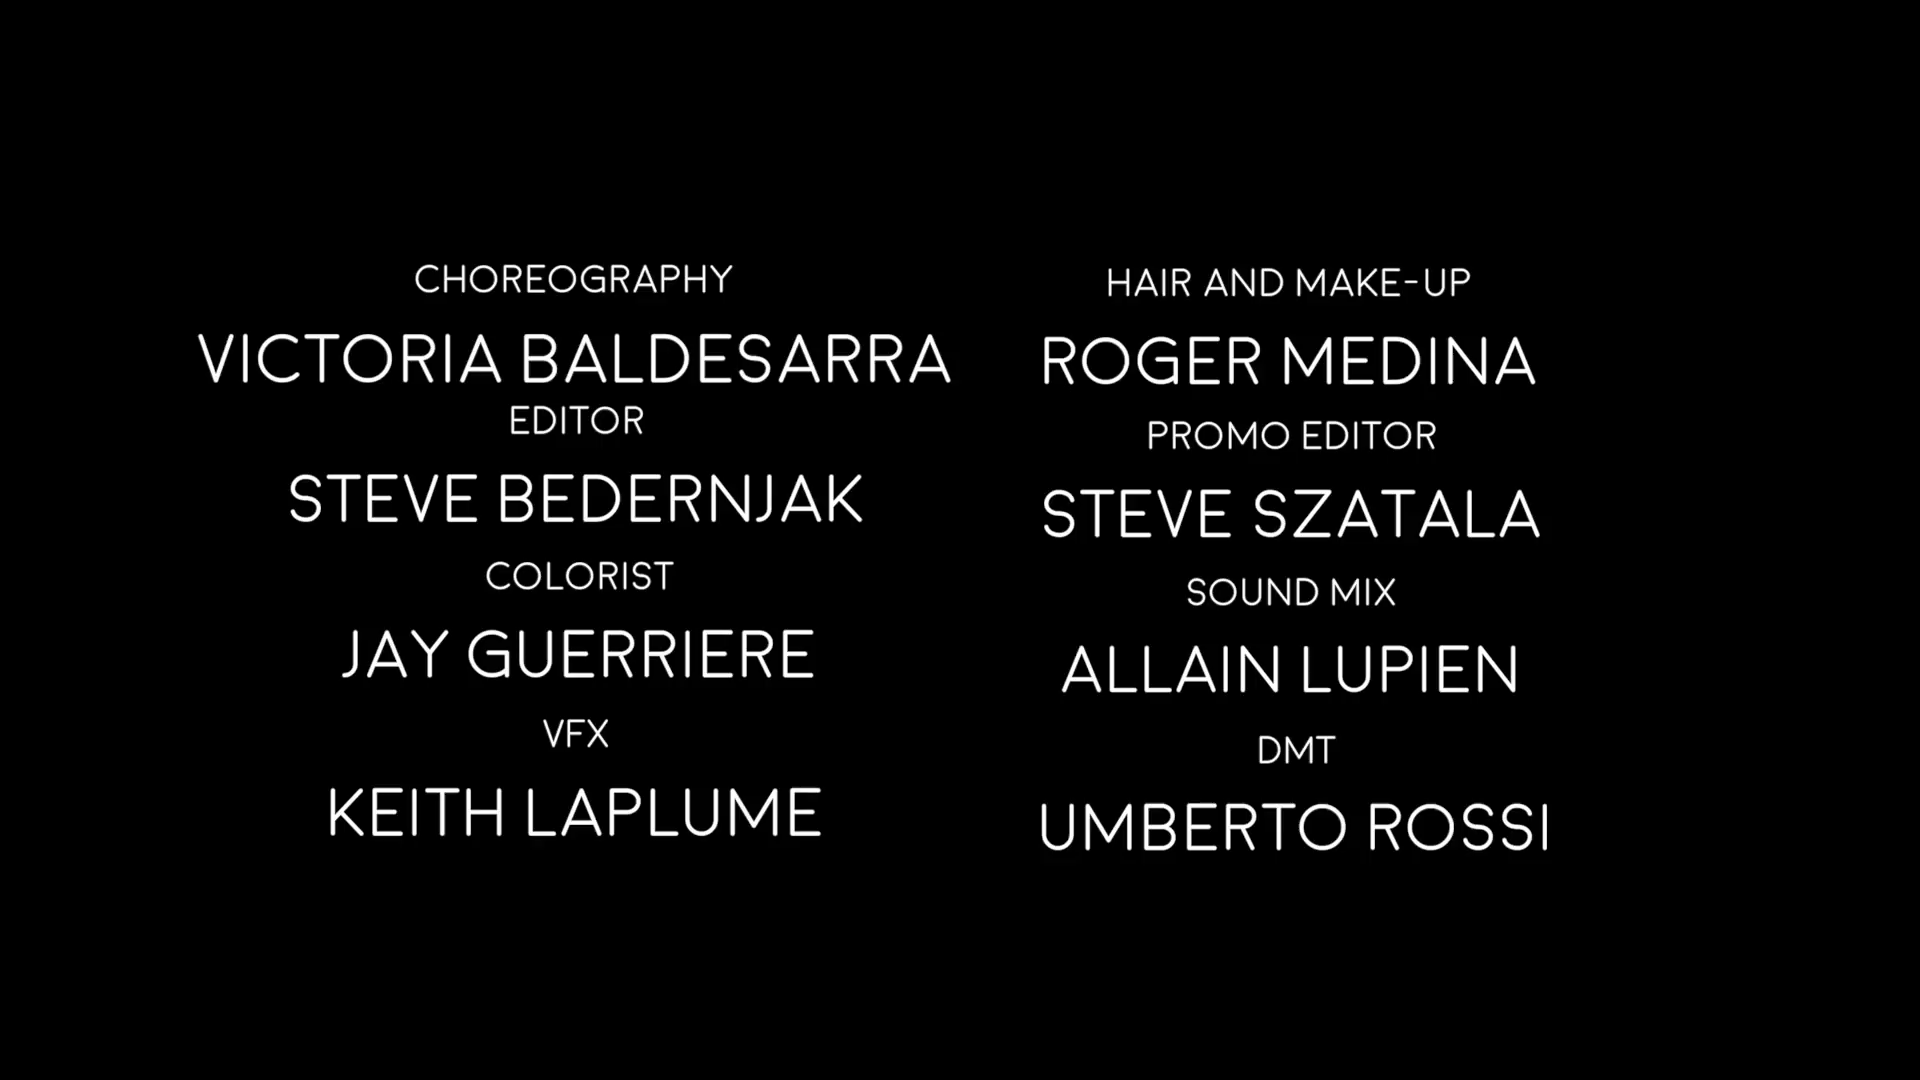 CHOREOGRAPHY
VICTORIA BALDESARRA
EDITOR
STEVE BEDERNJAK
COLORIST
JAY GUERRIERE
VFX
KEITH LAPLUME
HAIR AND MAKE-UP
ROGER MEDINA
PROMO EDITOR
STEVE SZATALA
SOUND MIX
ALLAIN LUPIEN
DMT
UMBERTO ROSSI